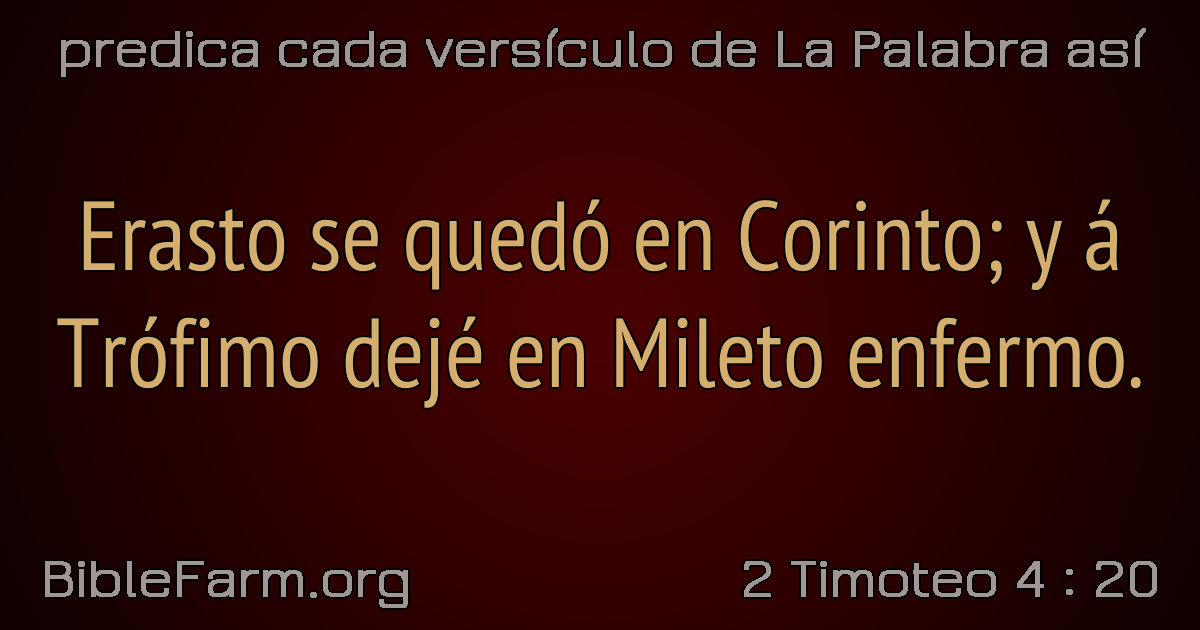 predica cada versículo de La Palabra así
Erasto se quedó en Corinto; y á
Trófimo dejé en Mileto enfermo.
BibleFarm.org
2 Timoteo 4 : 20